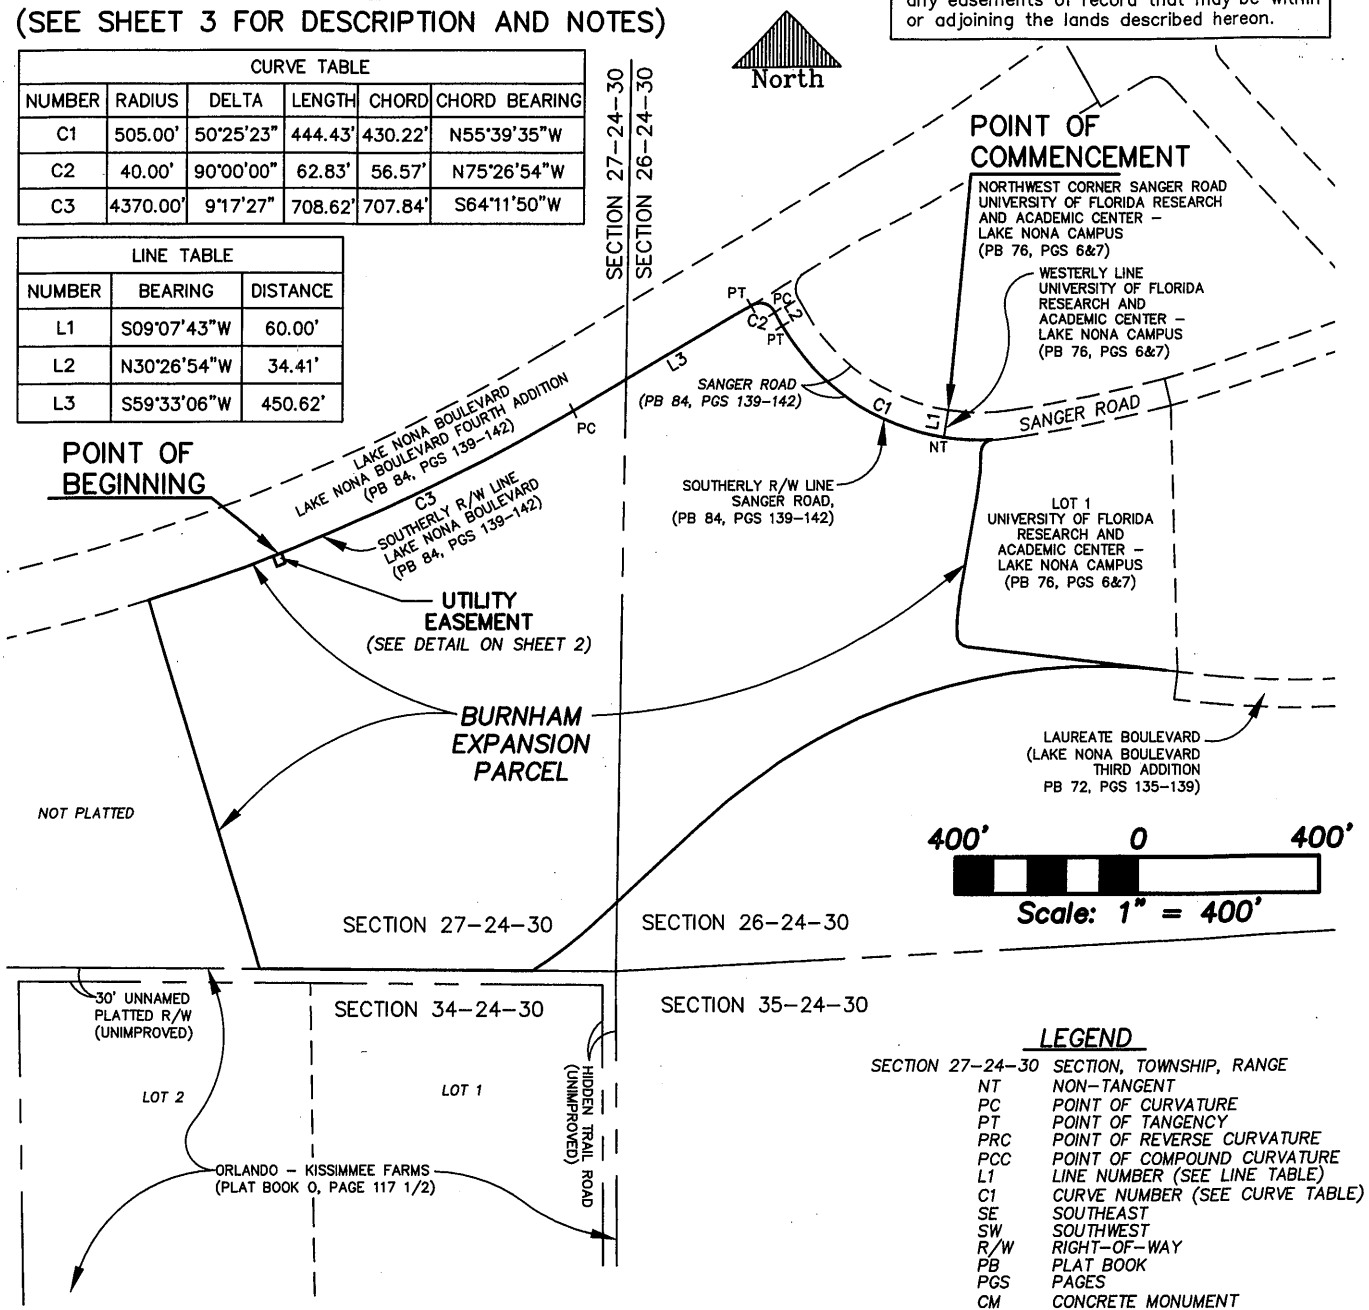 (SEE SHEET 3 FOR DESCRIPTION AND NOTES)
any easements of record that may be within
or adjoining the lands described hereon.
North
CURVE TABLE
NUMBER RADIUS DELTA LENGTH CHORD CHORD BEARING
C1 505.00' 50°25'23" 444.43' 430.22' N55°39'35"W
C2 40.00' 90°00'00" 62.83' 56.57' N75°26'54"W
C3 4370.00' 9°17'27" 708.62' 707.84' S64°11'50"W
LINE TABLE
NUMBER BEARING DISTANCE
L1 S09°07'43"W 60.00'
L2 N30°26'54"W 34.41'
L3 S59°33'06"W 450.62'
SECTION 27-24-30
SECTION 26-24-30
POINT OF
COMMENCEMENT
NORTHWEST CORNER SANGER ROAD
UNIVERSITY OF FLORIDA RESEARCH
AND ACADEMIC CENTER -
LAKE NONA CAMPUS
(PB 76, PGS 6&7)
WESTERLY LINE
UNIVERSITY OF FLORIDA
RESEARCH AND
ACADEMIC CENTER -
LAKE NONA CAMPUS
(PB 76, PGS 6&7)
PT
PC
L2
C2
PT
L3
SANGER ROAD
(PB 84, PGS 139-142)
C1
L1
NT
SANGER ROAD
PC
LAKE NONA BOULEVARD
LAKE NONA BOULEVARD FOURTH ADDITION
(PB 84, PGS 139-142)
C3
SOUTHERLY R/W LINE
LAKE NONA BOULEVARD
(PB 84, PGS 139-142)
POINT OF
BEGINNING
SOUTHERLY R/W LINE
SANGER ROAD,
(PB 84, PGS 139-142)
LOT 1
UNIVERSITY OF FLORIDA
RESEARCH AND
ACADEMIC CENTER -
LAKE NONA CAMPUS
(PB 76, PGS 6&7)
UTILITY
EASEMENT
(SEE DETAIL ON SHEET 2)
BURNHAM
EXPANSION
PARCEL
LAUREATE BOULEVARD
(LAKE NONA BOULEVARD
THIRD ADDITION
PB 72, PGS 135-139)
NOT PLATTED
400' 0 400'
Scale: 1" = 400'
SECTION 27-24-30
SECTION 26-24-30
30' UNNAMED
PLATTED R/W
(UNIMPROVED)
SECTION 34-24-30
SECTION 35-24-30
LOT 2
LOT 1
HIDDEN TRAIL ROAD
(UNIMPROVED)
ORLANDO - KISSIMMEE FARMS
(PLAT BOOK O, PAGE 117 1/2)
LEGEND
SECTION 27-24-30 SECTION, TOWNSHIP, RANGE
NT NON-TANGENT
PC POINT OF CURVATURE
PT POINT OF TANGENCY
PRC POINT OF REVERSE CURVATURE
PCC POINT OF COMPOUND CURVATURE
L1 LINE NUMBER (SEE LINE TABLE)
C1 CURVE NUMBER (SEE CURVE TABLE)
SE SOUTHEAST
SW SOUTHWEST
R/W RIGHT-OF-WAY
PB PLAT BOOK
PGS PAGES
CM CONCRETE MONUMENT